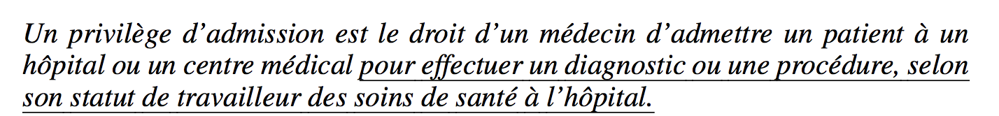 Un privilège d’admission est le droit d’un médecin d’admettre un patient à un
hôpital ou un centre médical pour effectuer un diagnostic ou une procédure, selon
son statut de travailleur des soins de santé à l’hôpital.